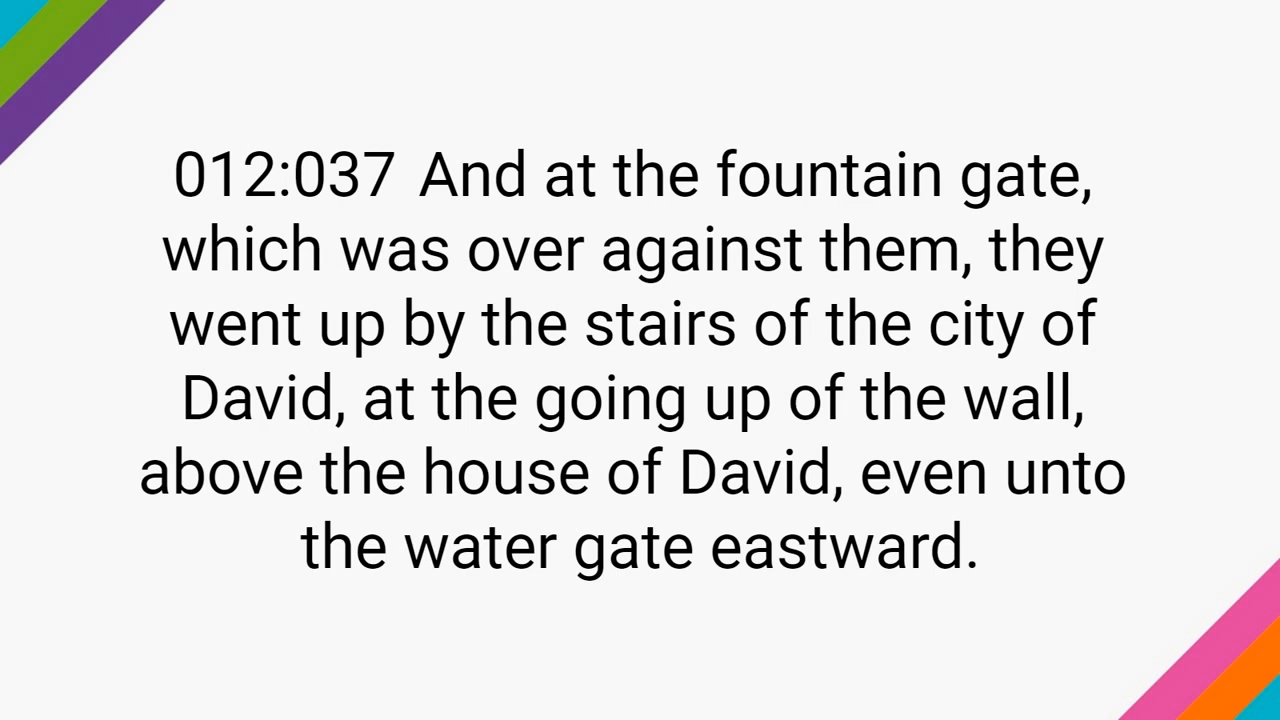 012:037 And at the fountain gate,
which was over against them, they
went up by the stairs of the city of
David, at the going up of the wall,
above the house of David, even unto
the water gate eastward.